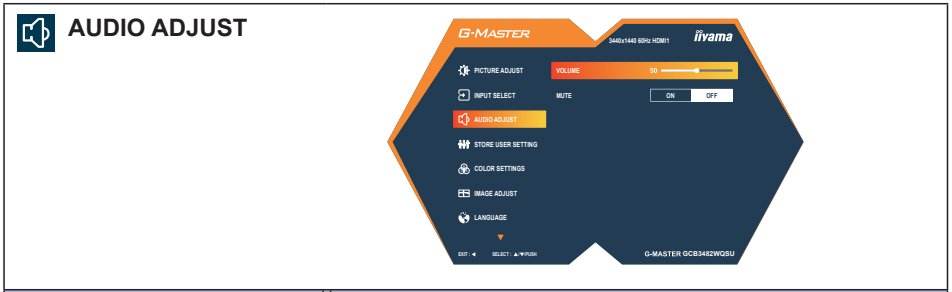 AUDIO ADJUST
G-MASTER
3440x1440 60Hz HDMI1
iiyama
PICTURE ADJUST
VOLUME 50
INPUT SELECT
MUTE ON OFF
AUDIO ADJUST
STORE USER SETTING
COLOR SETTINGS
IMAGE ADJUST
LANGUAGE
EXIT : ◄ SELECT : ▲/▼/PUSH
G-MASTER GCB3482WQSU